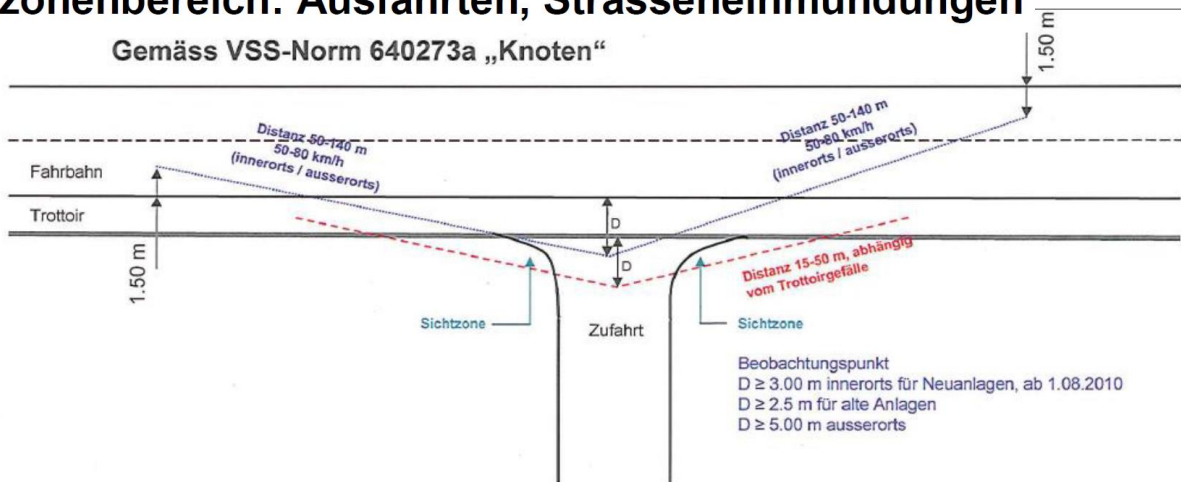 zonenbereich: Ausfahrten, Strasseneinmündungen
Gemäss VSS-Norm 640273a „Knoten“
1.50 m
Distanz 50-140 m
50-80 km/h
(innerorts / ausserorts)
Distanz 50-140 m
50-80 km/h
(innerorts / ausserorts)
Fahrbahn
Trottoir
D
D
1.50 m
Distanz 15-50 m, abhängig
vom Trottoirgefälle
Sichtzone
Zufahrt
Sichtzone
Beobachtungspunkt
D ≥ 3.00 m innerorts für Neuanlagen, ab 1.08.2010
D ≥ 2.5 m für alte Anlagen
D ≥ 5.00 m ausserorts